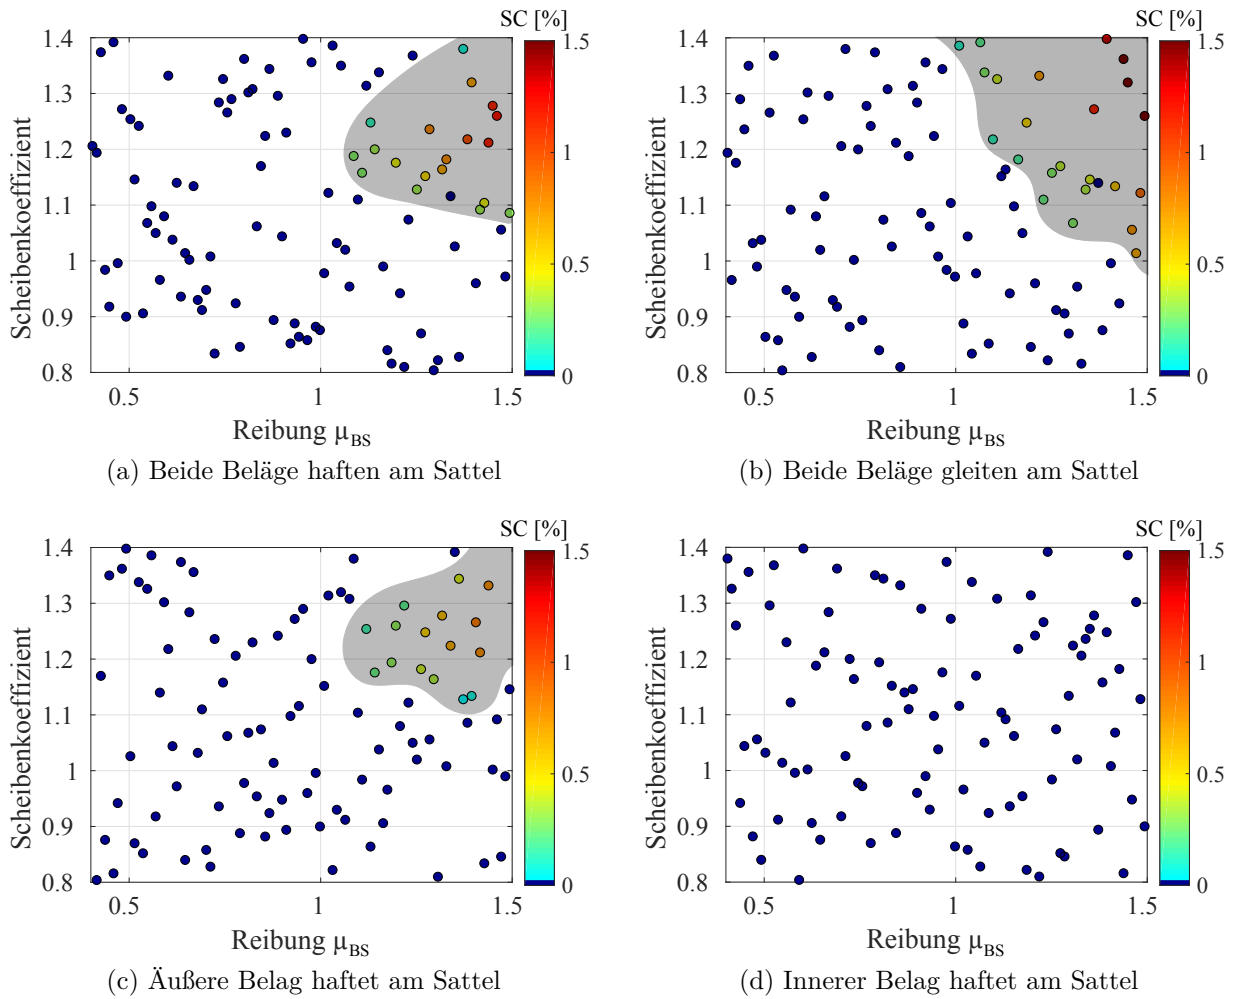 SC [%]
1.5
1
0.5
0
1.4
1.3
1.2
1.1
1
0.9
0.8
Scheibenkoeffizient
0.5 1 1.5
Reibung μBS
(a) Beide Beläge haften am Sattel
SC [%]
1.5
1
0.5
0
1.4
1.3
1.2
1.1
1
0.9
0.8
Scheibenkoeffizient
0.5 1 1.5
Reibung μBS
(b) Beide Beläge gleiten am Sattel
SC [%]
1.5
1
0.5
0
1.4
1.3
1.2
1.1
1
0.9
0.8
Scheibenkoeffizient
0.5 1 1.5
Reibung μBS
(c) Äußere Belag haftet am Sattel
SC [%]
1.5
1
0.5
0
1.4
1.3
1.2
1.1
1
0.9
0.8
Scheibenkoeffizient
0.5 1 1.5
Reibung μBS
(d) Innerer Belag haftet am Sattel